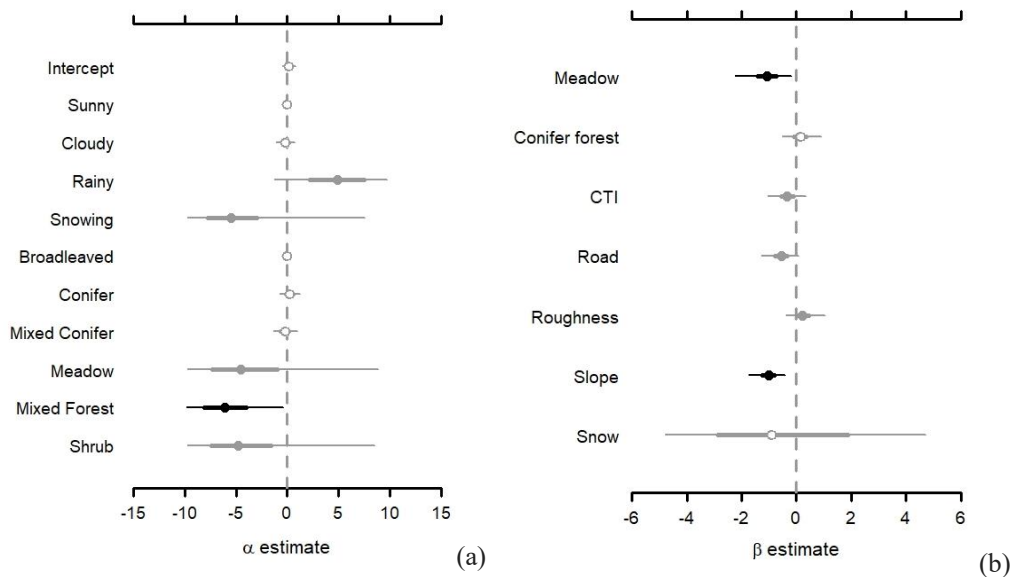 Intercept
Sunny
Cloudy
Rainy
Snowing
Broadleaved
Conifer
Mixed Conifer
Meadow
Mixed Forest
Shrub
-15 -10 -5 0 5 10 15
α estimate
(a)
Meadow
Conifer forest
CTI
Road
Roughness
Slope
Snow
-6 -4 -2 0 2 4 6
β estimate
(b)